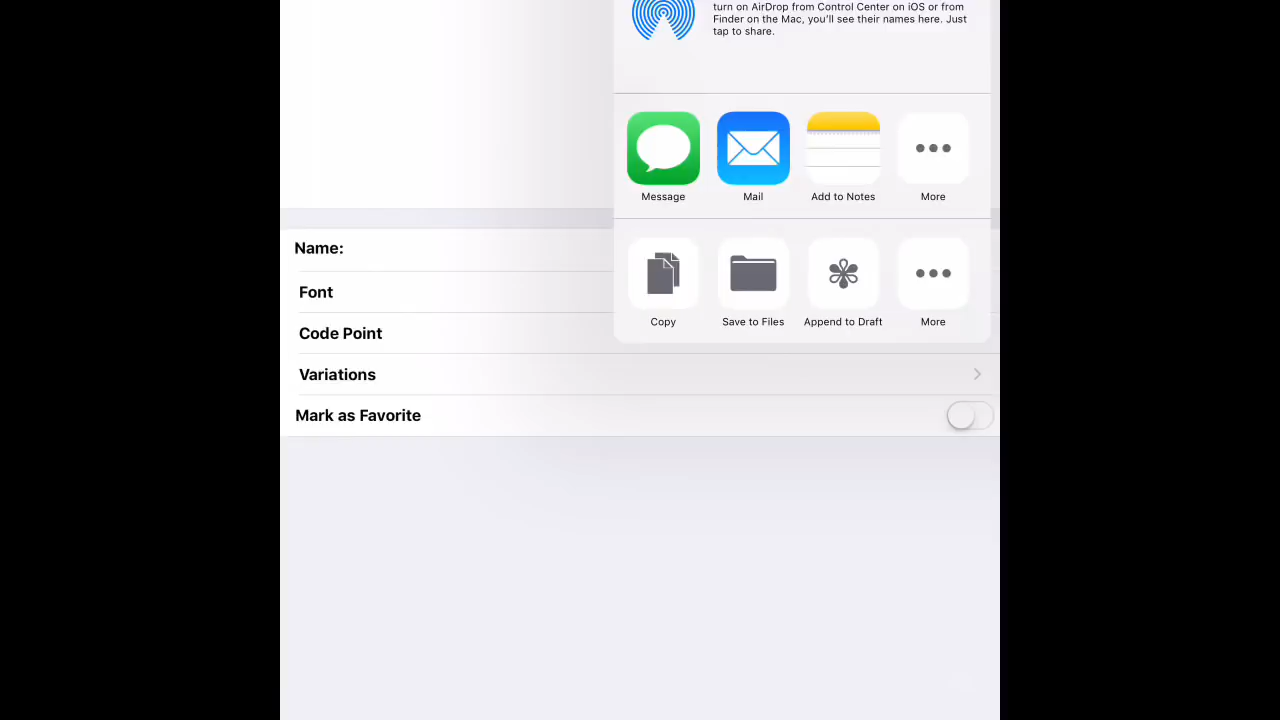 turn on AirDrop from Control Center on iOS or from
Finder on the Mac, you’ll see their names here. Just
tap to share.
Message
Mail
Add to Notes
More
Name:
Font
Code Point
Variations
Mark as Favorite
Copy
Save to Files
Append to Draft
More